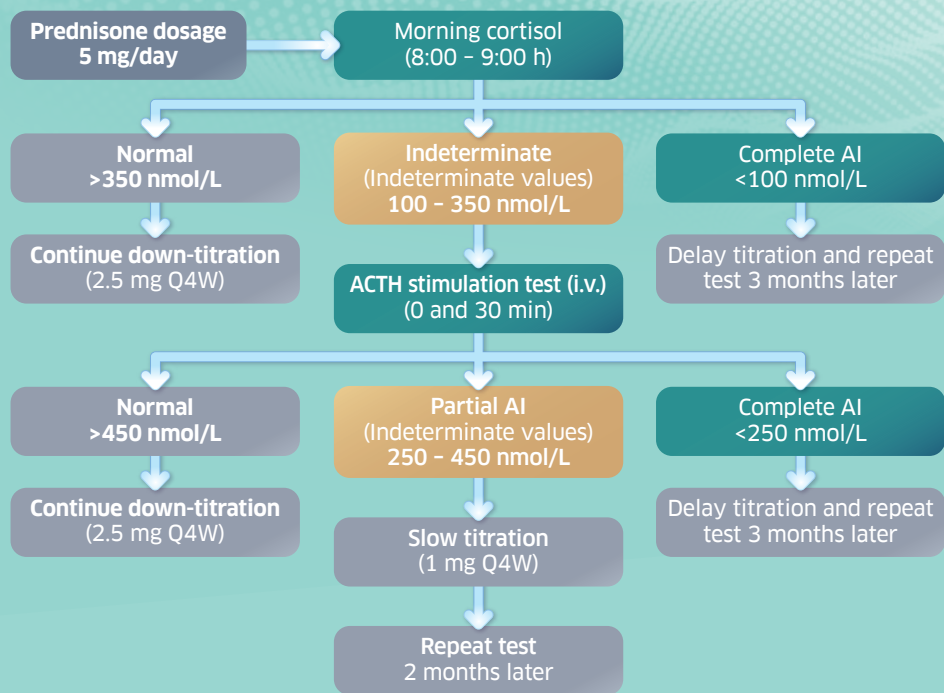 Prednisone dosage
5 mg/day
Morning cortisol
(8:00 – 9:00 h)
Normal
>350 nmol/L
Indeterminate
(Indeterminate values)
100 – 350 nmol/L
Complete AI
<100 nmol/L
Continue down-titration
(2.5 mg Q4W)
ACTH stimulation test (i.v.)
(0 and 30 min)
Delay titration and repeat
test 3 months later
Normal
>450 nmol/L
Partial AI
(Indeterminate values)
250 – 450 nmol/L
Complete AI
<250 nmol/L
Continue down-titration
(2.5 mg Q4W)
Slow titration
(1 mg Q4W)
Delay titration and repeat
test 3 months later
Repeat test
2 months later